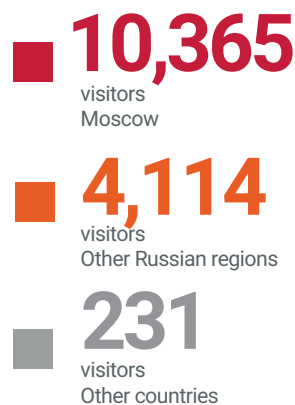 10,365
visitors
Moscow
4,114
visitors
Other Russian regions
231
visitors
Other countries